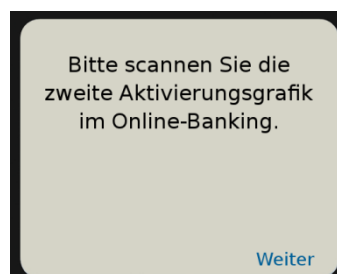 Bitte scannen Sie die
zweite Aktivierungsgrafik
im Online-Banking.
Weiter